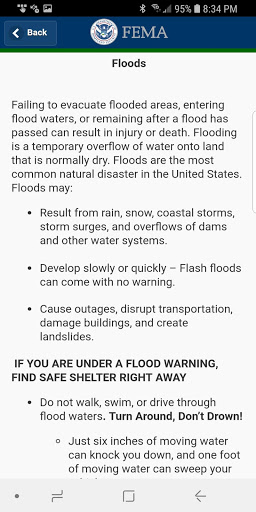 95% 8:34 PM
Back
FEMA
Floods
Failing to evacuate flooded areas, entering
flood waters, or remaining after a flood has
passed can result in injury or death. Flooding
is a temporary overflow of water onto land
that is normally dry. Floods are the most
common natural disaster in the United States.
Floods may:
• Result from rain, snow, coastal storms,
storm surges, and overflows of dams
and other water systems.
• Develop slowly or quickly – Flash floods
can come with no warning.
• Cause outages, disrupt transportation,
damage buildings, and create
landslides.
IF YOU ARE UNDER A FLOOD WARNING,
FIND SAFE SHELTER RIGHT AWAY
• Do not walk, swim, or drive through
flood waters. Turn Around, Don’t Drown!
◦ Just six inches of moving water
can knock you down, and one foot
of moving water can sweep your